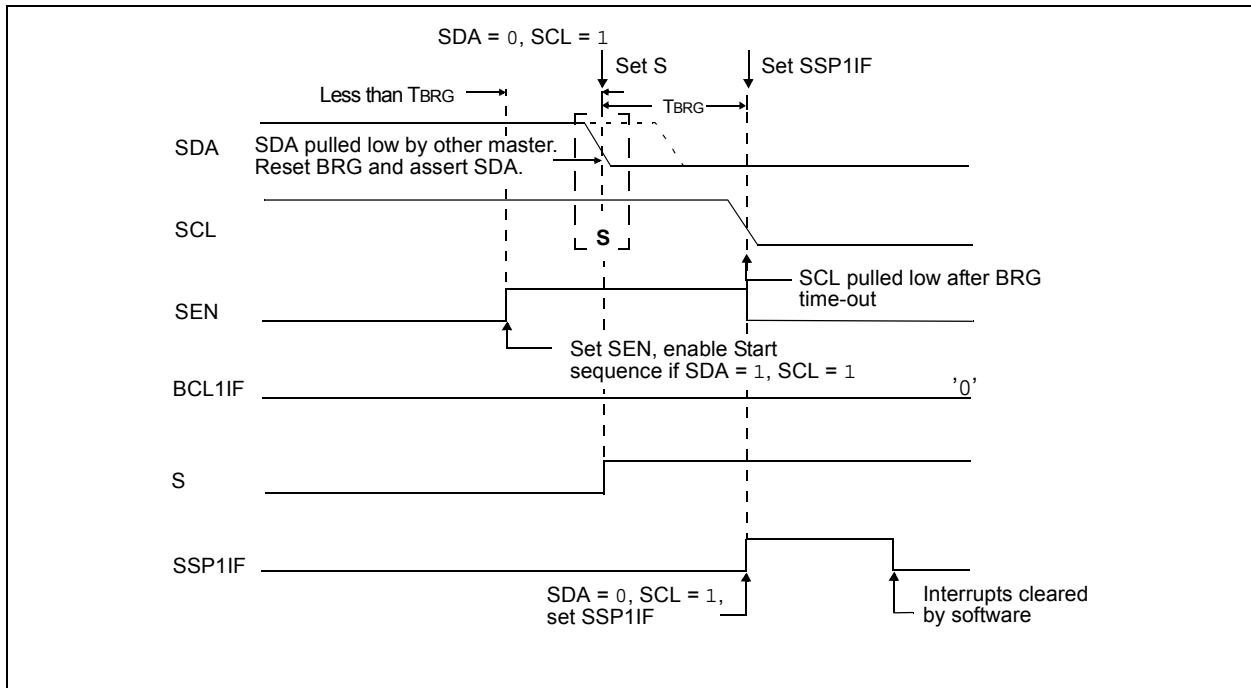 SDA = 0, SCL = 1
Set S
Set SSP1IF
Less than TBRG
TBRG
SDA
SDA pulled low by other master.
Reset BRG and assert SDA.
SCL
S
SCL pulled low after BRG
time-out
SEN
Set SEN, enable Start
sequence if SDA = 1, SCL = 1
BCL1IF
'0'
S
SSP1IF
SDA = 0, SCL = 1,
set SSP1IF
Interrupts cleared
by software